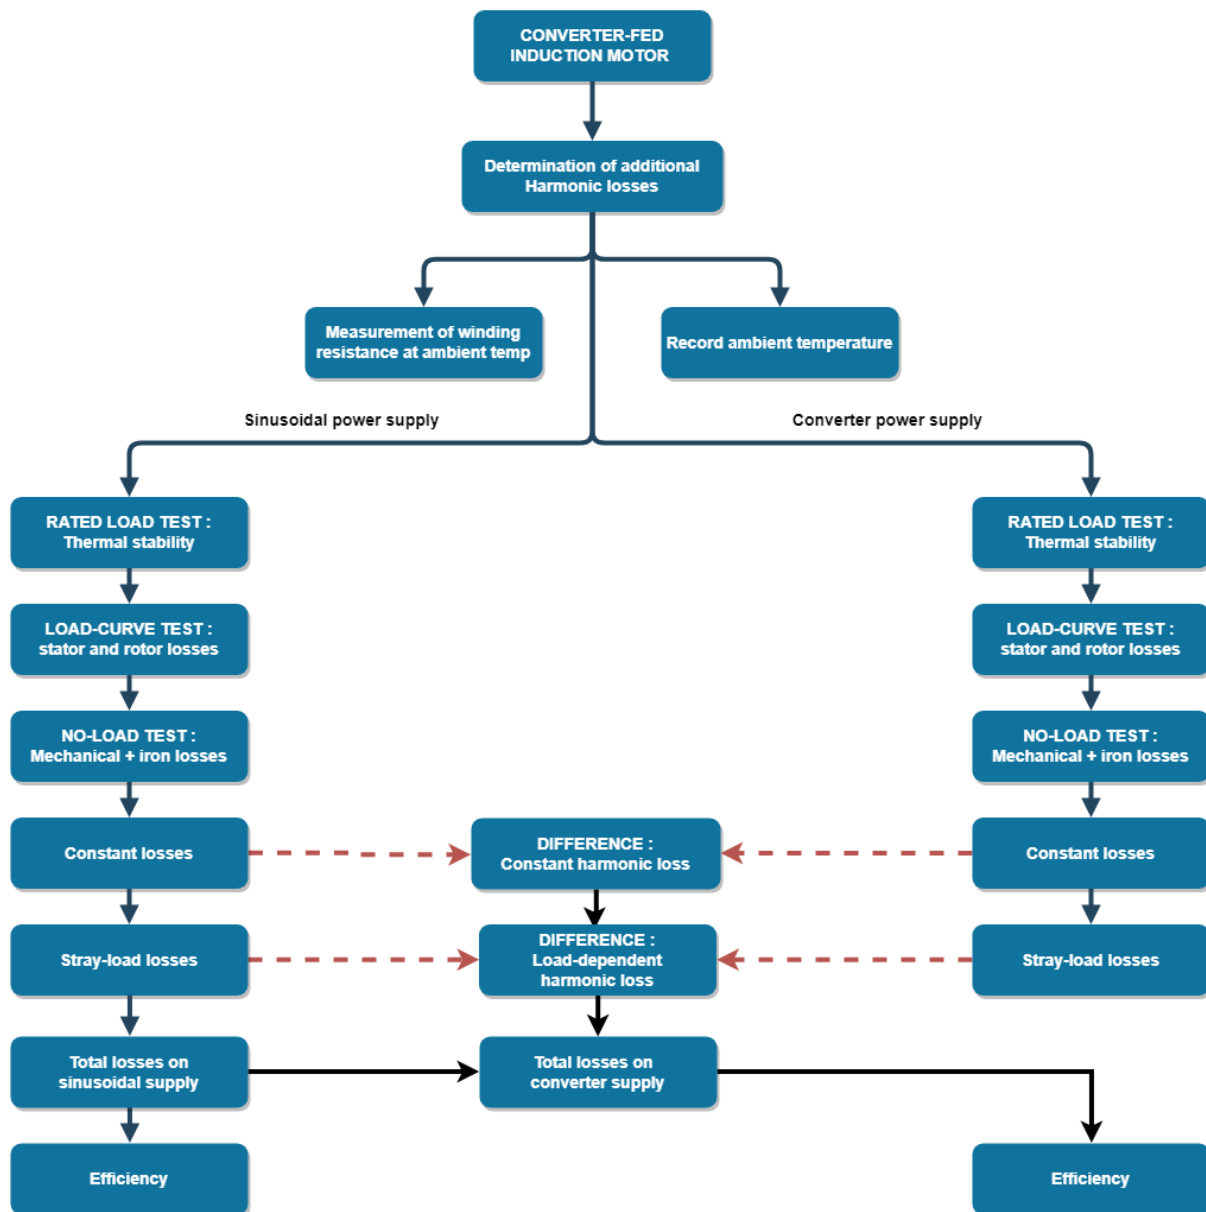 CONVERTER-FED
INDUCTION MOTOR
Determination of additional
Harmonic losses
Measurement of winding
resistance at ambient temp
Record ambient temperature
Sinusoidal power supply
Converter power supply
RATED LOAD TEST :
Thermal stability
RATED LOAD TEST :
Thermal stability
LOAD-CURVE TEST :
stator and rotor losses
LOAD-CURVE TEST :
stator and rotor losses
NO-LOAD TEST :
Mechanical + iron losses
NO-LOAD TEST :
Mechanical + iron losses
Constant losses
DIFFERENCE :
Constant harmonic loss
Constant losses
Stray-load losses
DIFFERENCE :
Load-dependent
harmonic loss
Stray-load losses
Total losses on
sinusoidal supply
Total losses on
converter supply
Efficiency
Efficiency